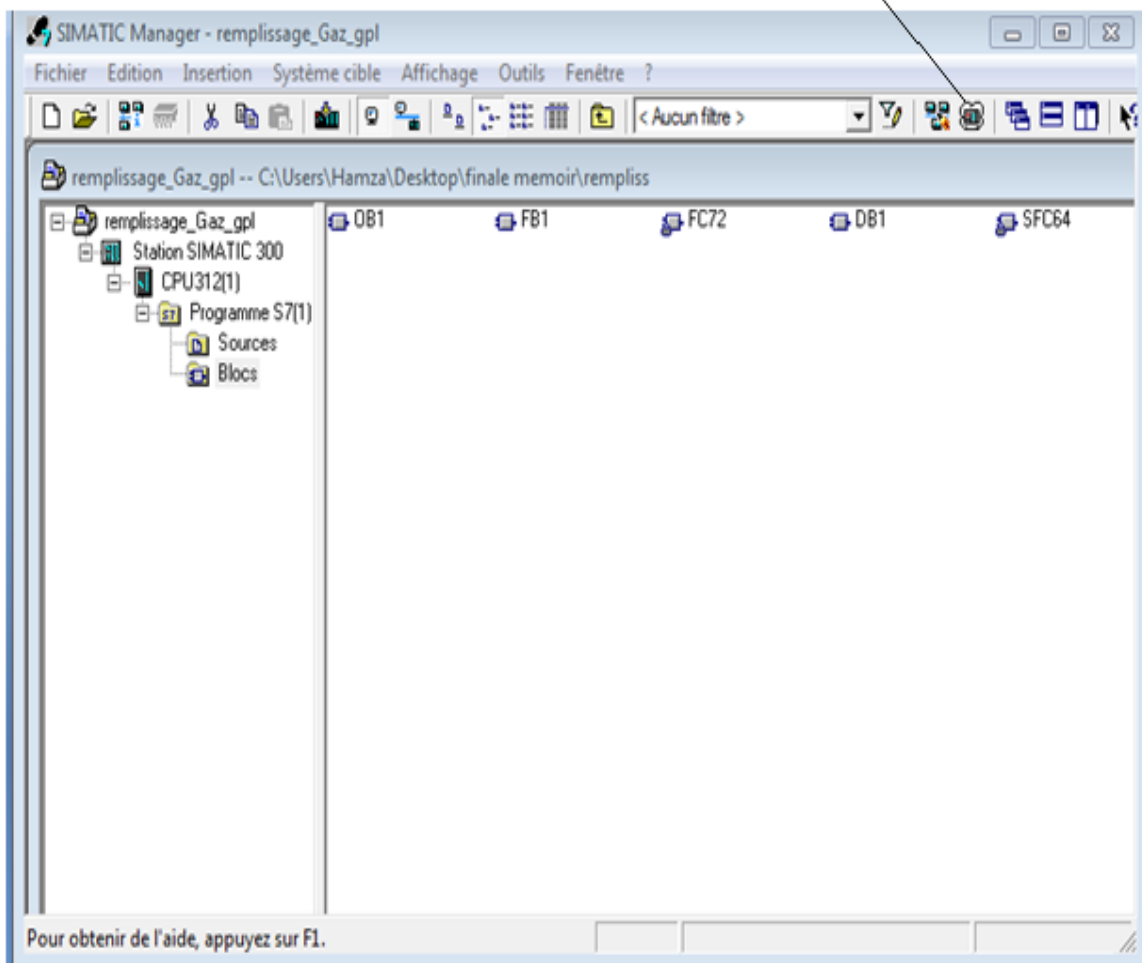 SIMATIC Manager - remplissage_Gaz_gpl
Fichier Edition Insertion Système cible Affichage Outils Fenêtre ?
< Aucun filtre >
remplissage_Gaz_gpl -- C:\Users\Hamza\Desktop\finale memoir\rempliss
remplissage_Gaz_gpl
Station SIMATIC 300
CPU312(1)
Programme S7(1)
Sources
Blocs
OB1 FB1 FC72 DB1 SFC64
Pour obtenir de l'aide, appuyez sur F1.